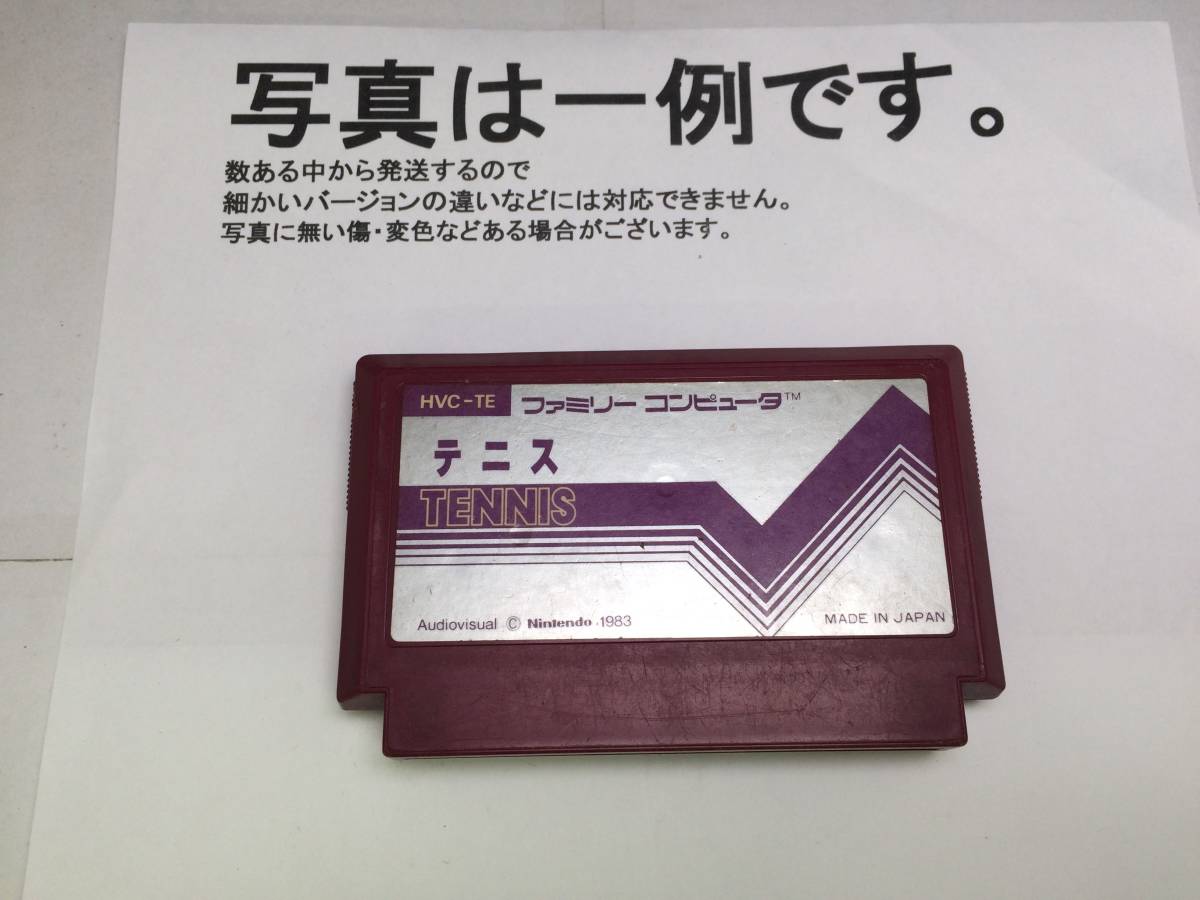 写真は一例です。
数ある中から発送するので
細かいバージョンの違いなどには対応できません。
写真に無い傷・変色などある場合がございます。
HVC-TE ファミリー コンピュータ™
テニス
TENNIS
Audiovisual © Nintendo 1983 MADE IN JAPAN